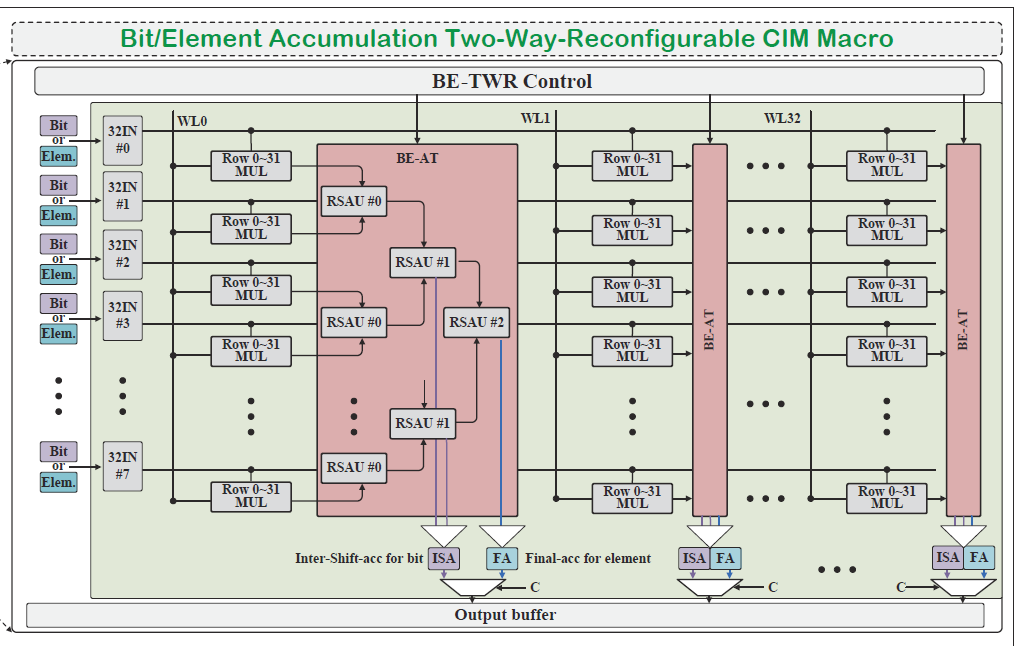 Bit/Element Accumulation Two-Way-Reconfigurable CIM Macro
BE-TWR Control
WL0
WL1
WL32
Bit
or
Elem.
32IN
#0
Row 0~31
MUL
BE-AT
Row 0~31
MUL
Row 0~31
MUL
RSAU #0
Bit
or
Elem.
32IN
#1
Row 0~31
MUL
Row 0~31
MUL
Row 0~31
MUL
Bit
or
Elem.
32IN
#2
RSAU #1
Row 0~31
MUL
Row 0~31
MUL
Row 0~31
MUL
Bit
or
Elem.
32IN
#3
RSAU #0
RSAU #2
BE-AT
BE-AT
Row 0~31
MUL
Row 0~31
MUL
Row 0~31
MUL
RSAU #1
Bit
or
Elem.
32IN
#7
RSAU #0
Row 0~31
MUL
Row 0~31
MUL
Row 0~31
MUL
Inter-Shift-acc for bit
ISA
FA
Final-acc for element
ISA
FA
ISA
FA
C
C
C
Output buffer